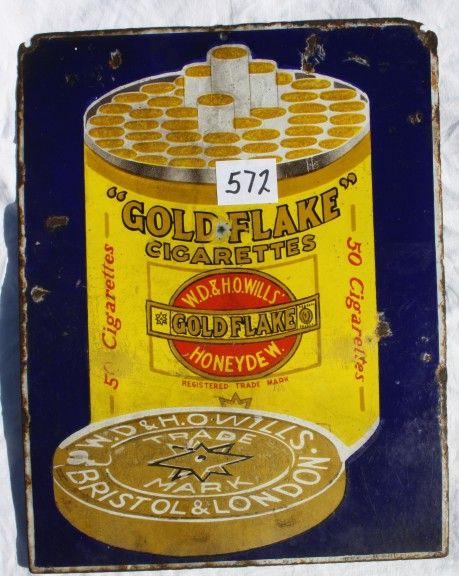 572
"GOLD FLAKE"
CIGARETTES
50 Cigarettes
50 Cigarettes
W.D.& H.O.WILLS'
GOLD FLAKE
HONEYDEW.
REGISTERED TRADE MARK
W.D & H.O.WILLS.
TRADE
MARK
BRISTOL & LONDON